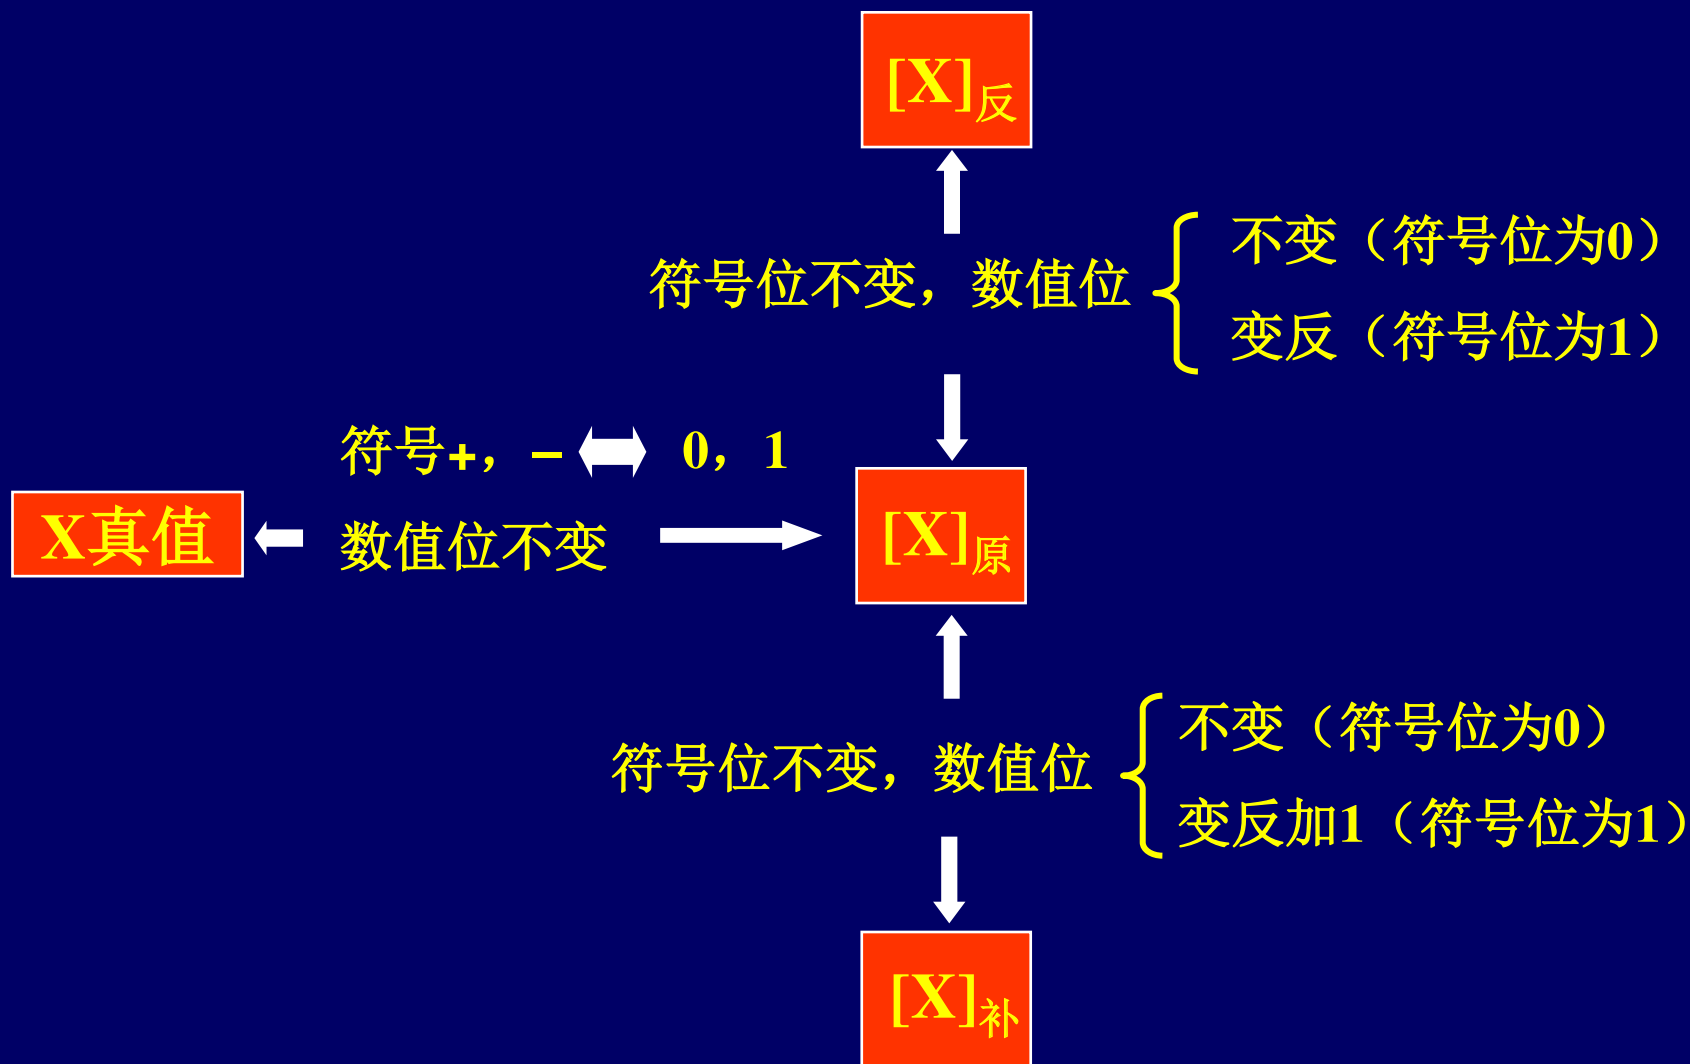 [X]反
不变（符号位为0）
符号位不变，数值位
变反（符号位为1）
符号+，− 0，1
X真值
数值位不变
[X]原
不变（符号位为0）
符号位不变，数值位
变反加1（符号位为1）
[X]补